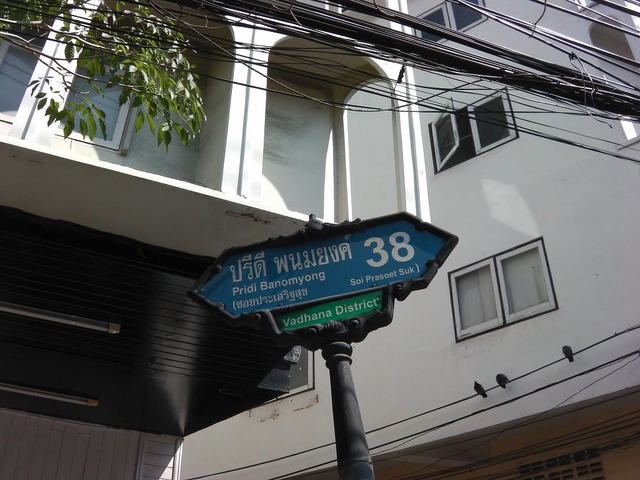 ปรีดี พนมยงค์ 38
Pridi Banomyong
(ซอยประเสริฐสุข Soi Prasoet Suk)
Vadhana District